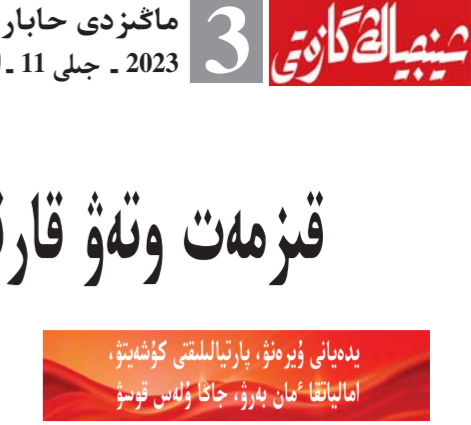 شينجياڭ گازەتى
3
ماڭىزدى حابار
2023 ـ جىلى 11 ـ
قىزمەت وتەۋ
يدەيانى ۇيرەنۋ، پارتيالىلىقتى كۇشەيتۋ،
امالياتقا ٴمان بەرۋ، جاڭا ۇلەس قوسۋ